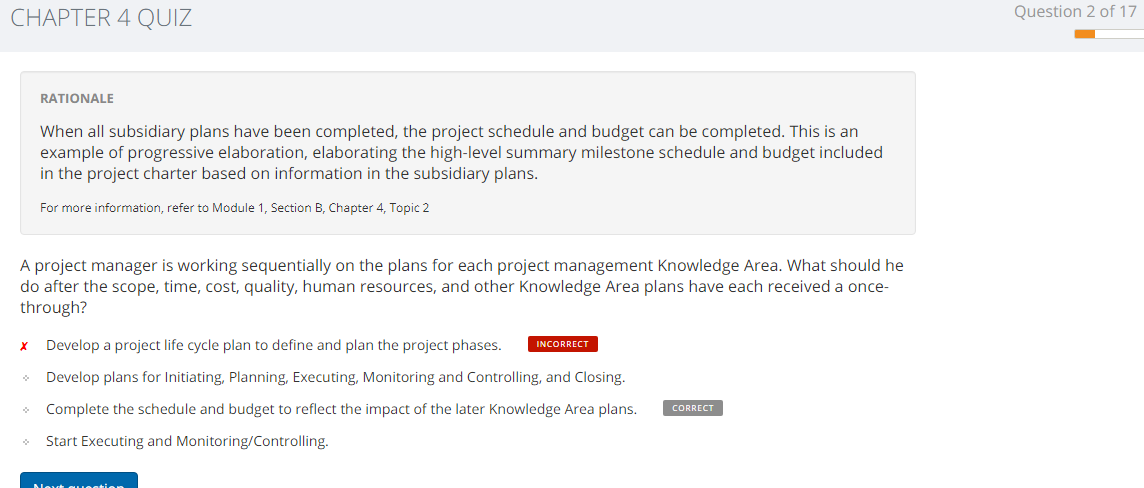 CHAPTER 4 QUIZ
Question 2 of 17
RATIONALE
When all subsidiary plans have been completed, the project schedule and budget can be completed. This is an
example of progressive elaboration, elaborating the high-level summary milestone schedule and budget included
in the project charter based on information in the subsidiary plans.
For more information, refer to Module 1, Section B, Chapter 4, Topic 2
A project manager is working sequentially on the plans for each project management Knowledge Area. What should he
do after the scope, time, cost, quality, human resources, and other Knowledge Area plans have each received a once-
through?
Develop a project life cycle plan to define and plan the project phases. INCORRECT
Develop plans for Initiating, Planning, Executing, Monitoring and Controlling, and Closing.
Complete the schedule and budget to reflect the impact of the later Knowledge Area plans. CORRECT
Start Executing and Monitoring/Controlling.
Next question